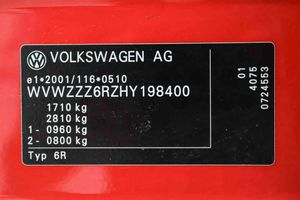 VOLKSWAGEN AG
e1*2001/116*0510
WVWZZZ6RZHY198400
1710 kg
2810 kg
1- 0960 kg
2- 0800 kg
Typ 6R
01
4075
0724553